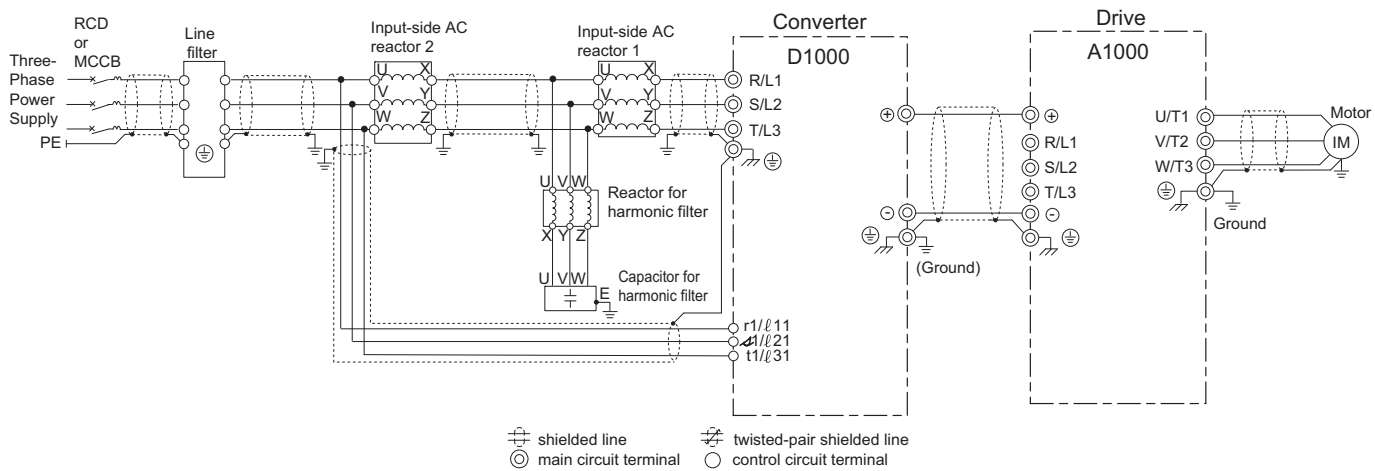 RCD
or
MCCB
Three-
Phase
Power
Supply
PE
Line
filter
Input-side AC
reactor 2
U X
V Y
W Z
Input-side AC
reactor 1
U X
V Y
W Z
Converter
D1000
R/L1
S/L2
T/L3
Drive
A1000
R/L1
S/L2
T/L3
U/T1
V/T2
W/T3
Motor
IM
Ground
(Ground)
U V W
Reactor for
harmonic filter
X Y Z
U V W
Capacitor for
harmonic filter
E
r1/ℓ11
1/ℓ21
t1/ℓ31
shielded line
twisted-pair shielded line
main circuit terminal
control circuit terminal